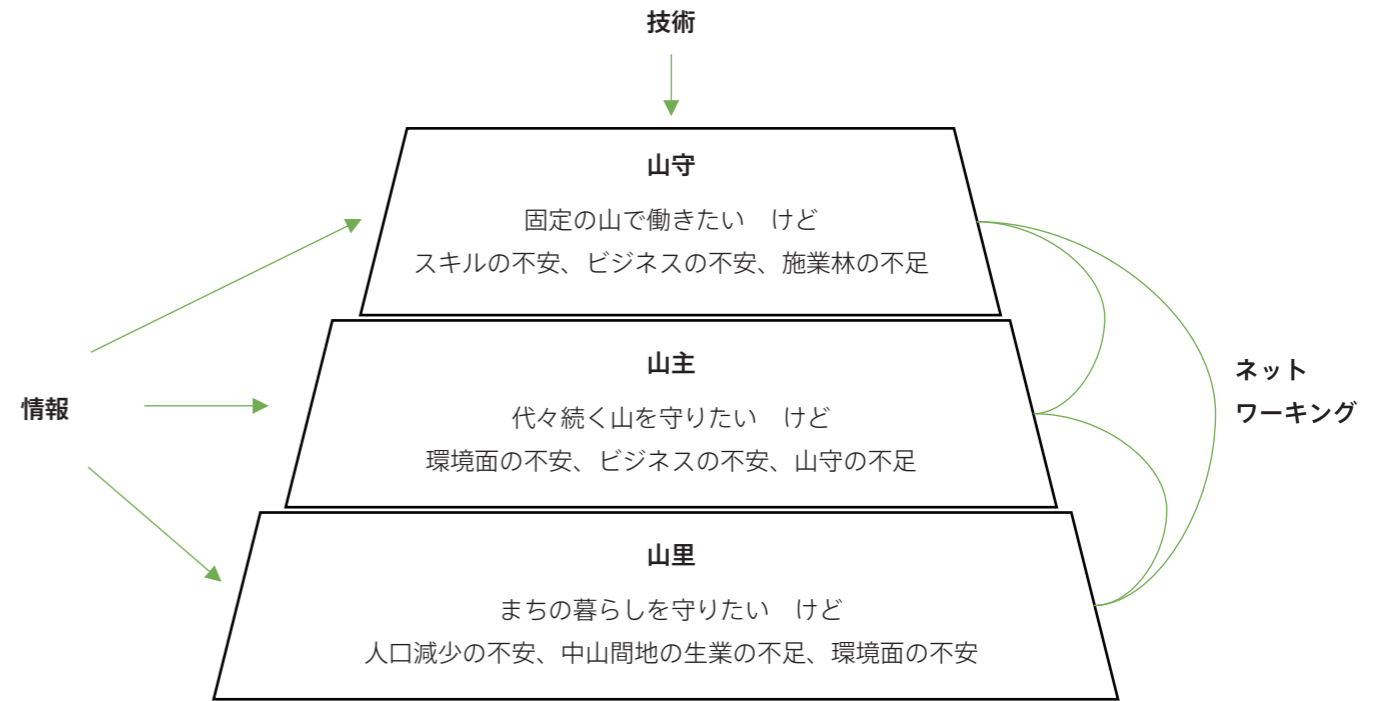 技術
山守
固定の山で働きたい　けど
スキルの不安、ビジネスの不安、施業林の不足
山主
代々続く山を守りたい　けど
環境面の不安、ビジネスの不安、山守の不足
山里
まちの暮らしを守りたい　けど
人口減少の不安、中山間地の生業の不足、環境面の不安
情報
ネット
ワーキング